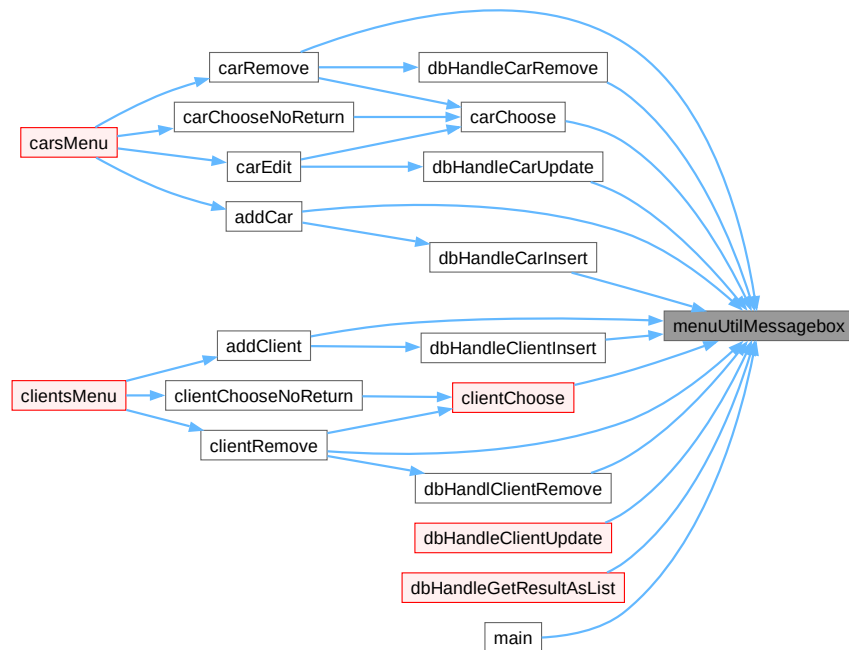 carRemove
dbHandleCarRemove
carChooseNoReturn
carChoose
carsMenu
carEdit
dbHandleCarUpdate
addCar
dbHandleCarInsert
menuUtilMessagebox
addClient
dbHandleClientInsert
clientsMenu
clientChooseNoReturn
clientChoose
clientRemove
dbHandlClientRemove
dbHandleClientUpdate
dbHandleGetResultAsList
main